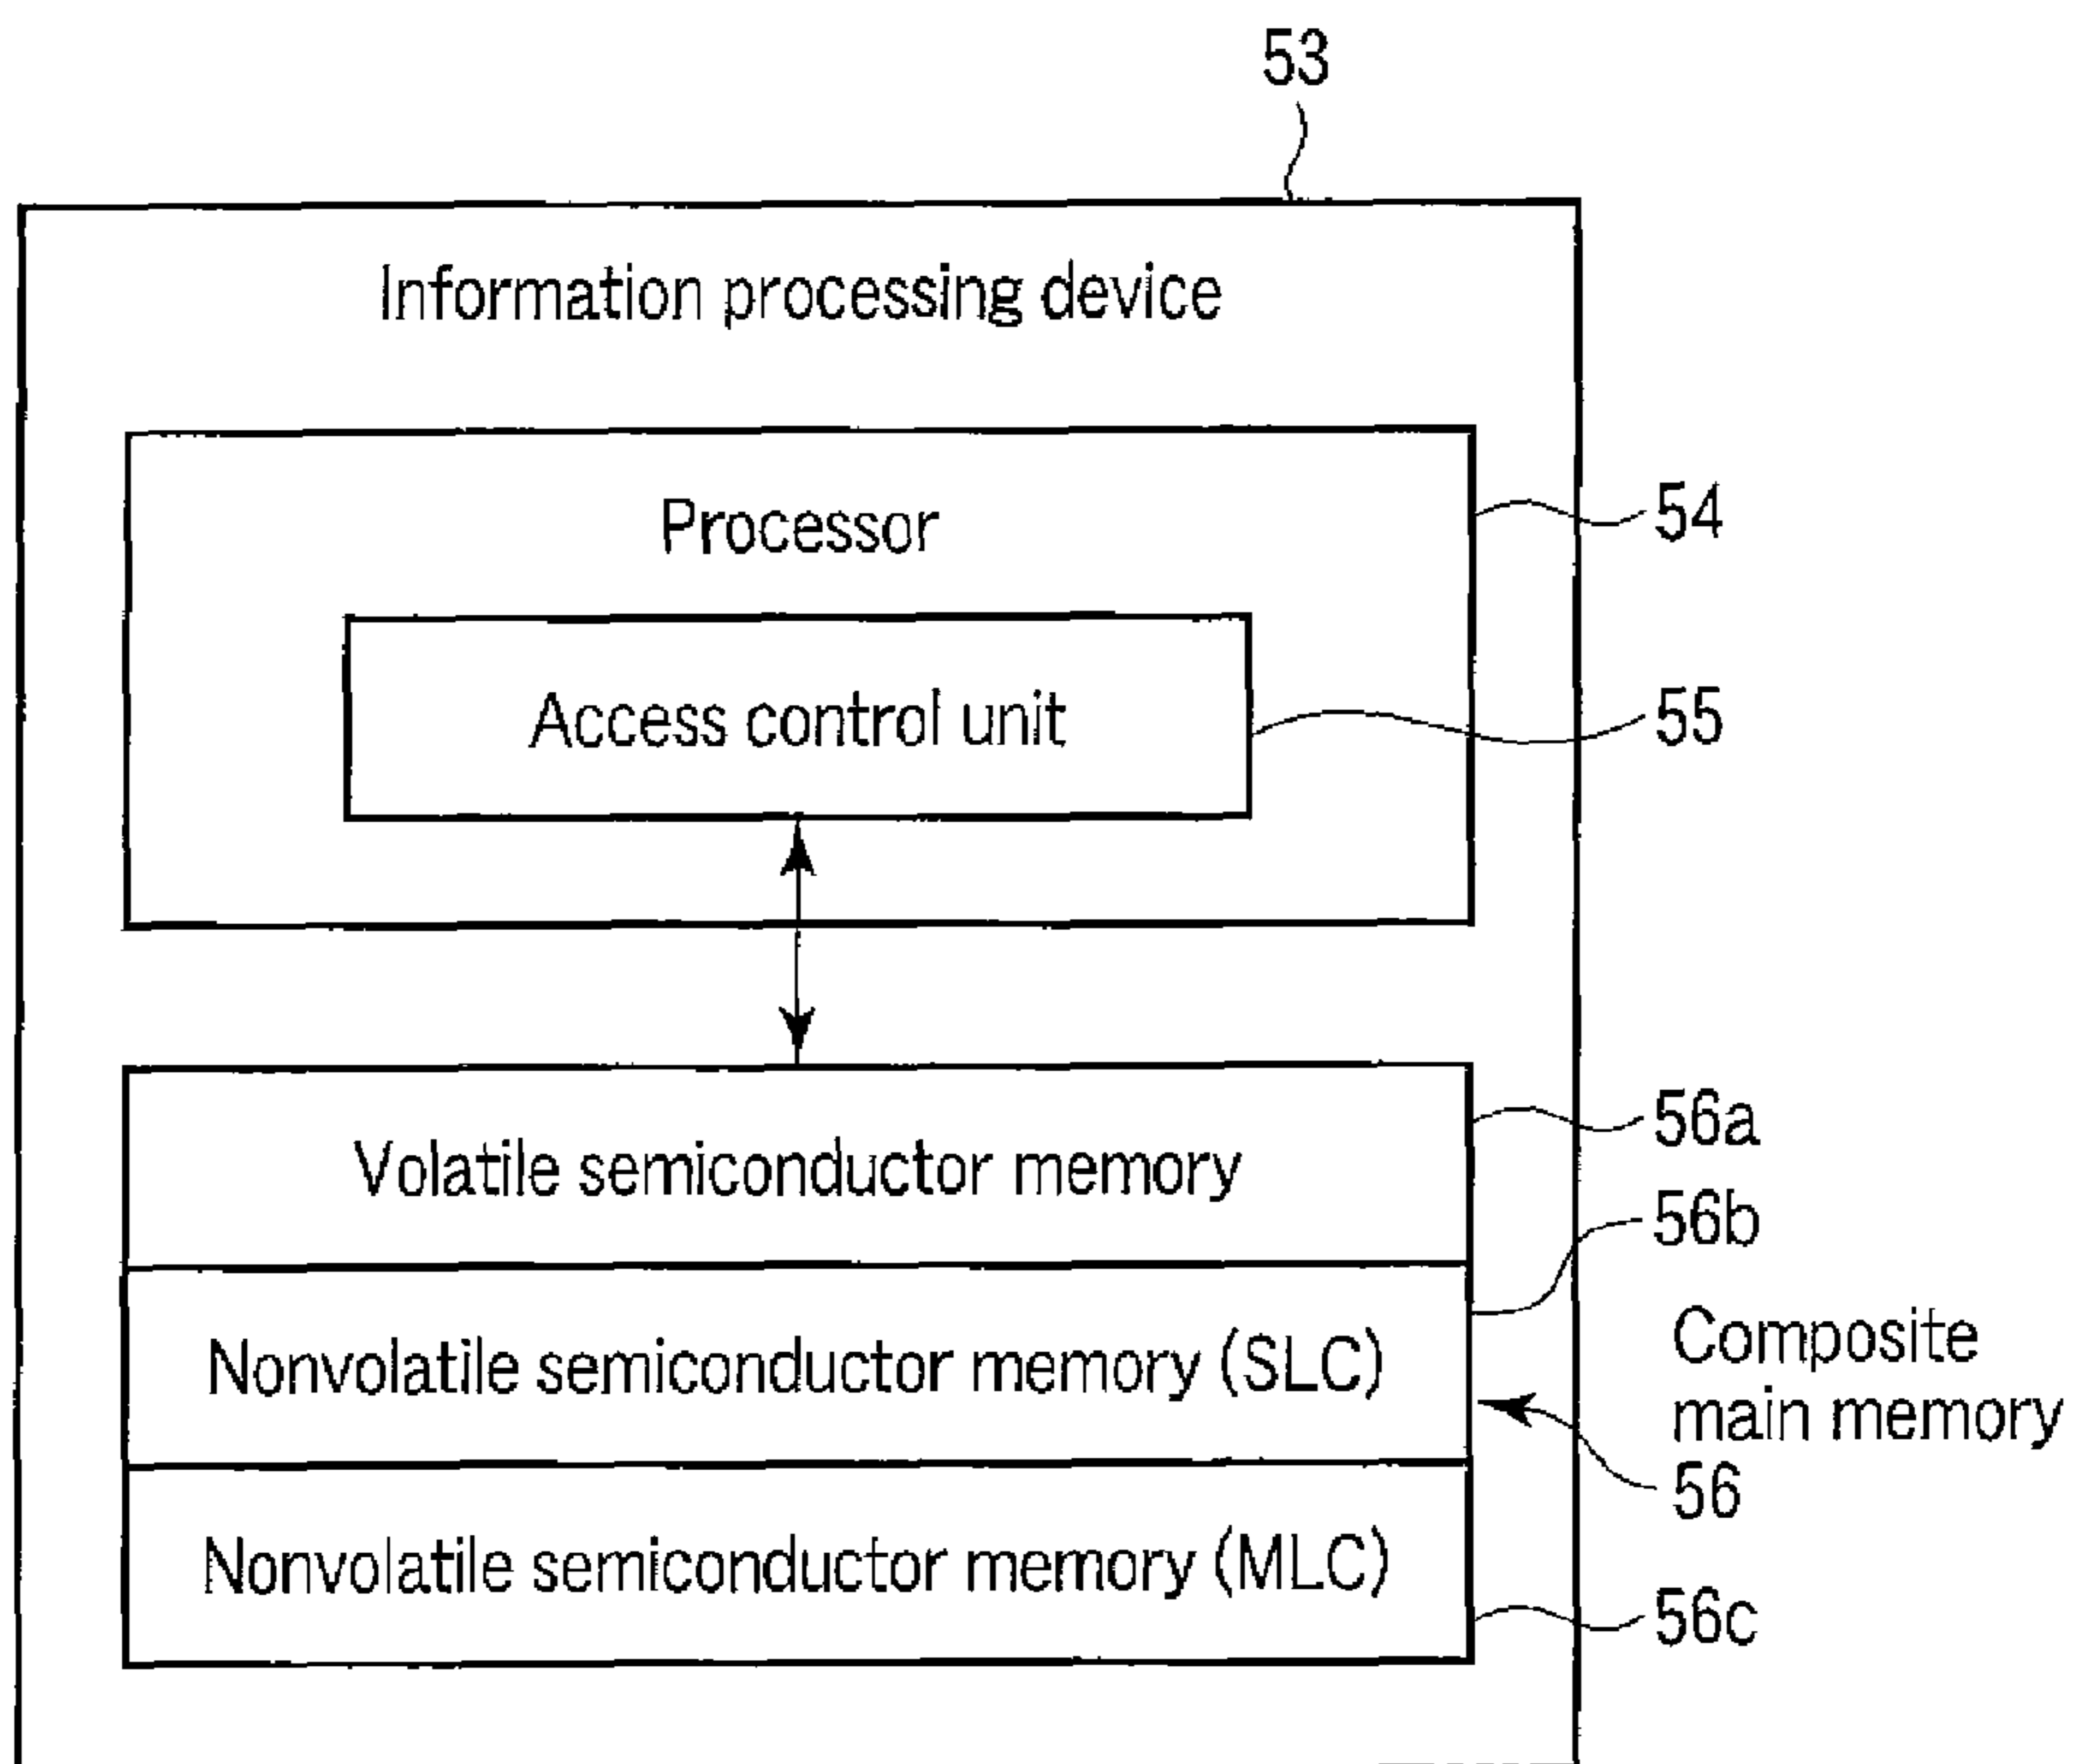 53
Information processing device
Processor
54
Access control unit
55
Volatile semiconductor memory
56a
56b
Nonvolatile semiconductor memory (SLC)
Composite
main memory
56
Nonvolatile semiconductor memory (MLC)
56c